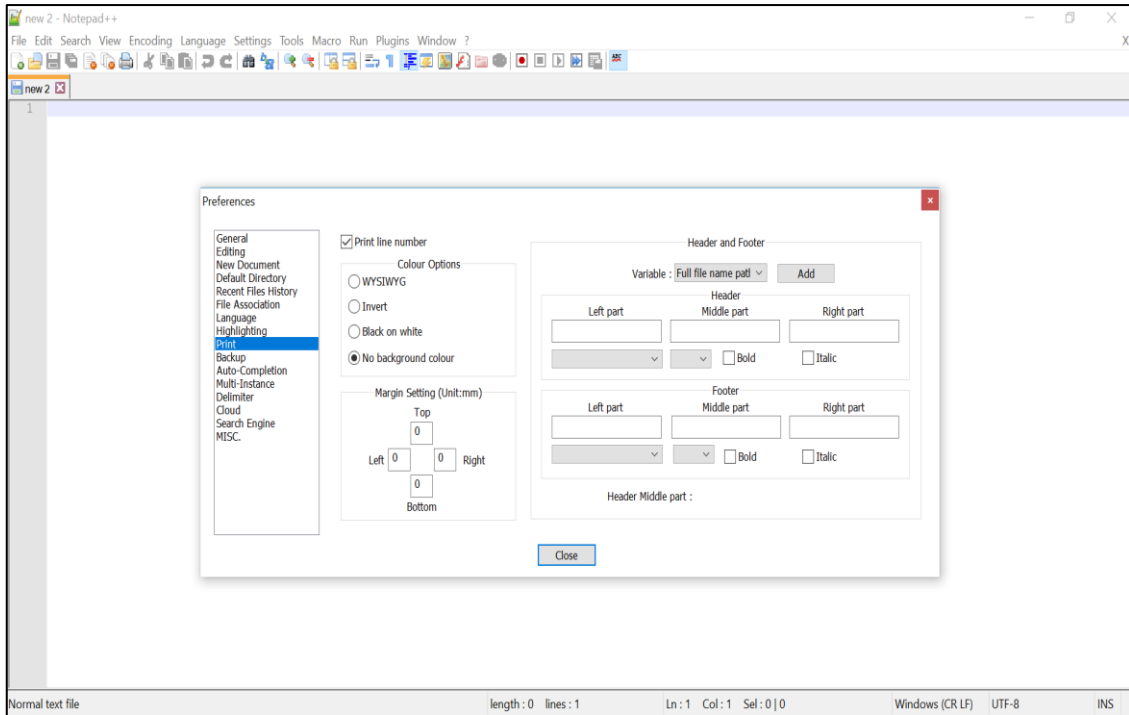 new 2 - Notepad++
File Edit Search View Encoding Language Settings Tools Macro Run Plugins Window ?
X
ABC
new 2
1
Preferences
General
Editing
New Document
Default Directory
Recent Files History
File Association
Language
Highlighting
Print
Backup
Auto-Completion
Multi-Instance
Delimiter
Cloud
Search Engine
MISC.
Print line number
Colour Options
WYSIWYG
Invert
Black on white
No background colour
Margin Setting (Unit:mm)
Top
0
Left 0 0 Right
0
Bottom
Header and Footer
Variable : Full file name patl Add
Header
Left part Middle part Right part
Bold Italic
Footer
Left part Middle part Right part
Bold Italic
Header Middle part :
Close
Normal text file length : 0 lines : 1 Ln : 1 Col : 1 Sel : 0 | 0 Windows (CR LF) UTF-8 INS